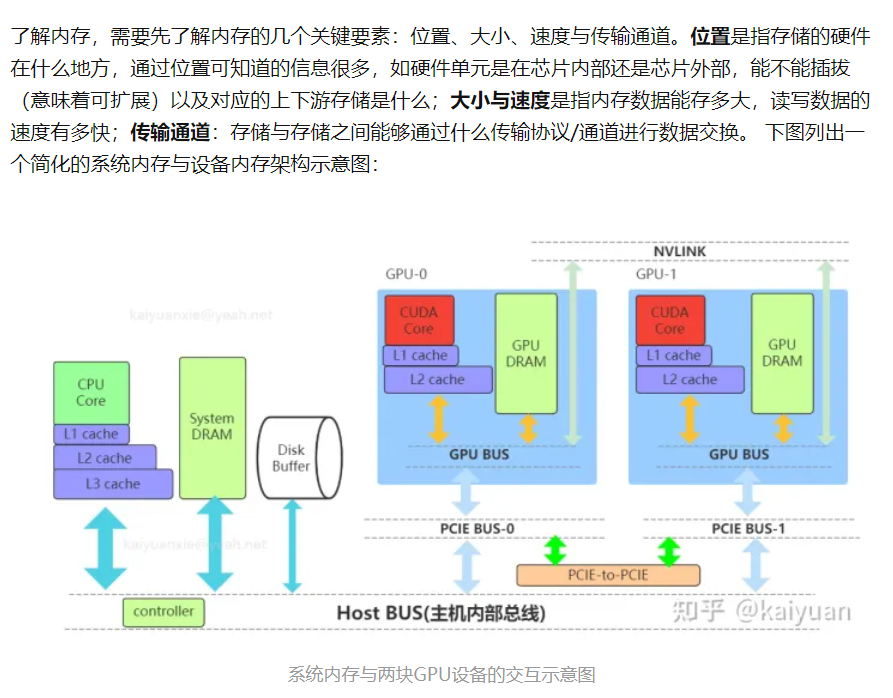 了解内存，需要先了解内存的几个关键要素：位置、大小、速度与传输通道。位置是指存储的硬件
在什么地方，通过位置可知道的信息很多，如硬件单元是在芯片内部还是芯片外部，能不能插拔
（意味着可扩展）以及对应的上下游存储是什么；大小与速度是指内存数据能存多大，读写数据的
速度有多快；传输通道：存储与存储之间能够通过什么传输协议/通道进行数据交换。 下图列出一
个简化的系统内存与设备内存架构示意图：
NVLINK
GPU-0
GPU-1
kaiyuanxie@yeah.net
CUDA
Core
L1 cache
L2 cache
GPU
DRAM
GPU BUS
CUDA
Core
L1 cache
L2 cache
GPU
DRAM
GPU BUS
CPU
Core
L1 cache
L2 cache
L3 cache
System
DRAM
Disk
Buffer
PCIE BUS-0
PCIE BUS-1
kaiyuanxie@yeah.net
PCIE-to-PCIE
controller
Host BUS(主机内部总线)
知乎 @kaiyuan
系统内存与两块GPU设备的交互示意图